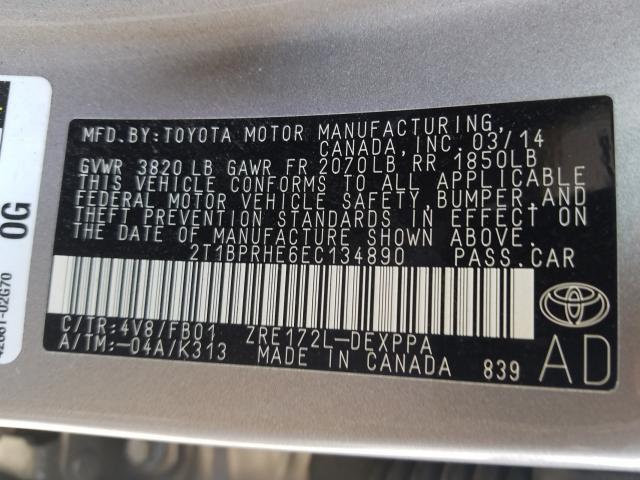 MFD.BY:TOYOTA MOTOR MANUFACTURING,
CANADA,INC. 03/14
GVWR 3820 LB GAWR FR 2070LB RR 1850LB
THIS VEHICLE CONFORMS TO ALL APPLICABLE
FEDERAL MOTOR VEHICLE SAFETY,BUMPER,AND
THEFT PREVENTION STANDARDS IN EFFECT ON
THE DATE OF MANUFACTURE SHOWN ABOVE.
2T1BPRHE6EC134890 PASS.CAR
C/TR:4V8/FB01 ZRE172L-DEXPPA
A/TM:-04A/K313 MADE IN CANADA 839
TOYOTA
AD
0G
42661-02G70